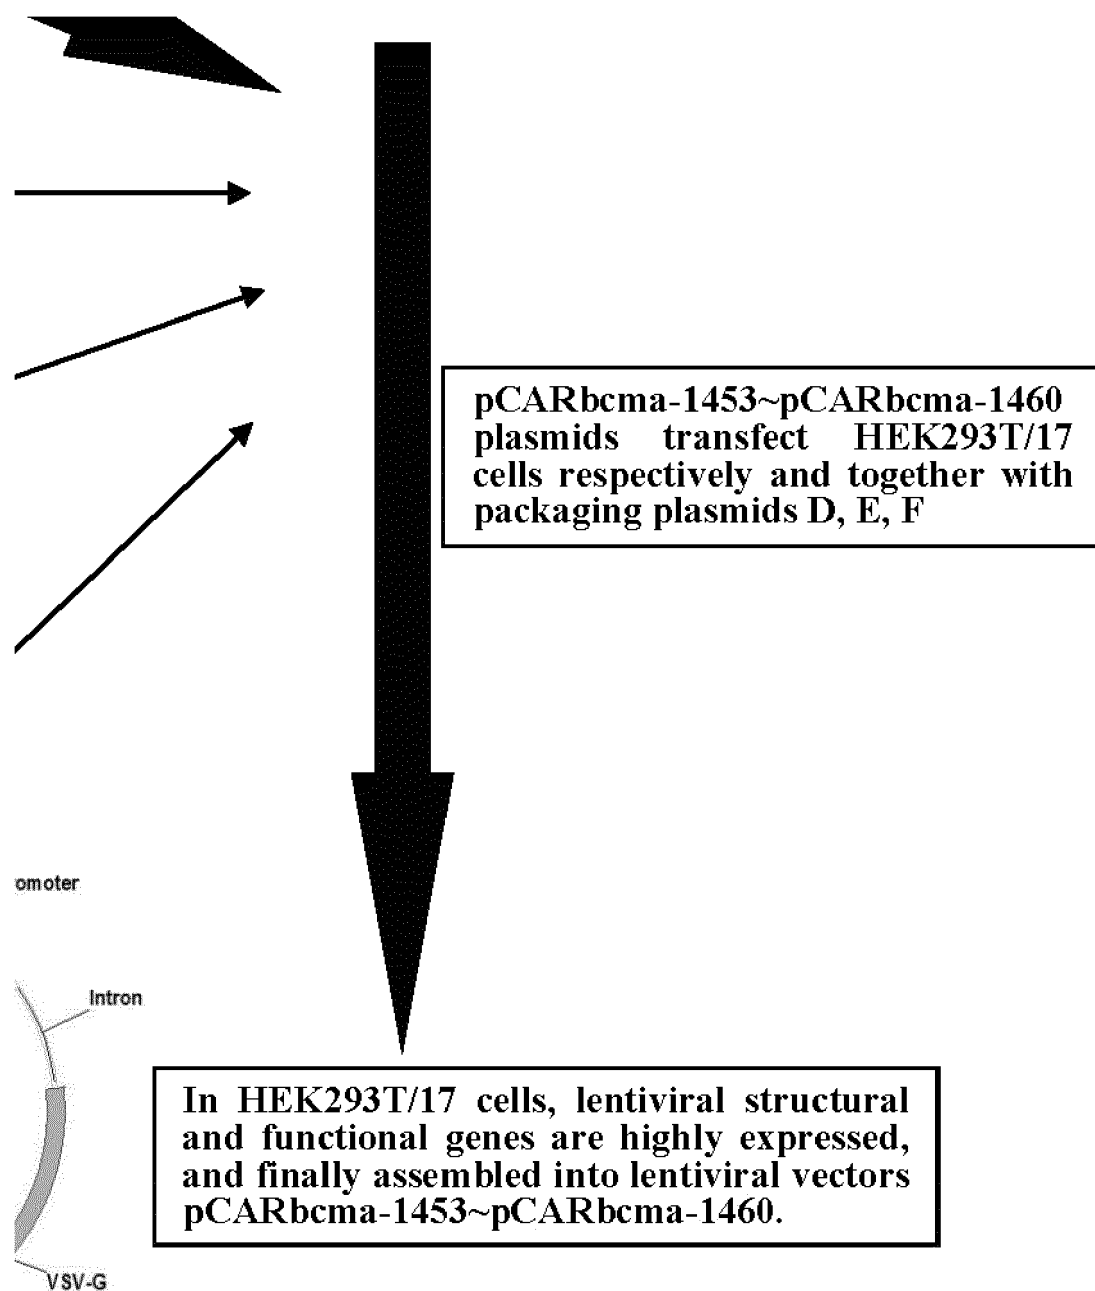 pCARbcma-1453~pCARbcma-1460
plasmids transfect HEK293T/17
cells respectively and together with
packaging plasmids D, E, F
omoter
Intron
In HEK293T/17 cells, lentiviral structural
and functional genes are highly expressed,
and finally assembled into lentiviral vectors
pCARbcma-1453~pCARbcma-1460.
VSV-G